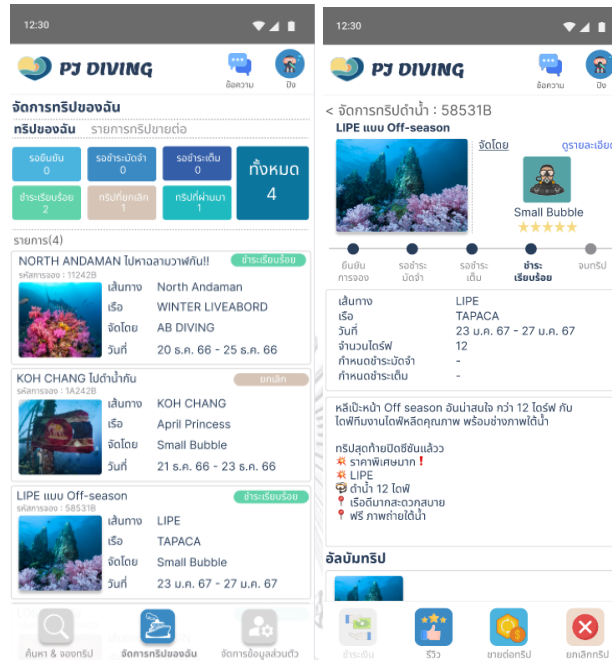 12:30
PJ DIVING
ข้อความ
ปิง
จัดการทริปของฉัน
ทริปของฉัน รายการทริปขายต่อ
รอยืนยัน
0
รอชำระมัดจำ
0
รอชำระเต็ม
0
ทั้งหมด
4
ชำระเรียบร้อย
2
ทริปที่ยกเลิก
1
ทริปที่ผ่านมา
1
รายการ(4)
NORTH ANDAMAN ไปหาฉลามวาฬกัน!! ชำระเรียบร้อย
รหัสการจอง : 11242B
เส้นทาง North Andaman
เรือ WINTER LIVEABORD
จัดโดย AB DIVING
วันที่ 20 ธ.ค. 66 - 25 ธ.ค. 66
KOH CHANG ไปดำน้ำกัน ยกเลิก
รหัสการจอง : 1A242B
เส้นทาง KOH CHANG
เรือ April Princess
จัดโดย Small Bubble
วันที่ 21 ธ.ค. 66 - 23 ธ.ค. 66
LIPE แบบ Off-season ชำระเรียบร้อย
รหัสการจอง : 58531B
เส้นทาง LIPE
เรือ TAPACA
จัดโดย Small Bubble
วันที่ 23 ม.ค. 67 - 27 ม.ค. 67
ค้นหา & จองทริป
จัดการทริปของฉัน
จัดการข้อมูลส่วนตัว
12:30
PJ DIVING
ข้อความ
ปิง
< จัดการทริปดำน้ำ : 58531B
LIPE แบบ Off-season
จัดโดย ดูรายละเอียด
Small Bubble
ยืนยันการจอง
รอชำระมัดจำ
รอชำระเต็ม
ชำระเรียบร้อย
จบทริป
เส้นทาง LIPE
เรือ TAPACA
วันที่ 23 ม.ค. 67 - 27 ม.ค. 67
จำนวนไดร์ฟ 12
กำหนดชำระมัดจำ -
กำหนดชำระเต็ม -
หลีเป๊ะหน้า Off season อันน่าสนใจ กว่า 12 ไดร์ฟ กับ
ไดฟ์ทีมงานไดฟ์หลีดคุณภาพ พร้อมช่างภาพใต้น้ำ
ทริปสุดท้ายปิดซีซันแล้วว
💥 ราคาพิเศษมาก❗
💥 LIPE
🤿 ดำน้ำ 12 ไดฟ์
📍 เรือดีมากสะดวกสบาย
📍 ฟรี ภาพถ่ายใต้น้ำ
อัลบัมทริป
ชำระเงิน
รีวิว
ขายต่อทริป
ยกเลิกทริป